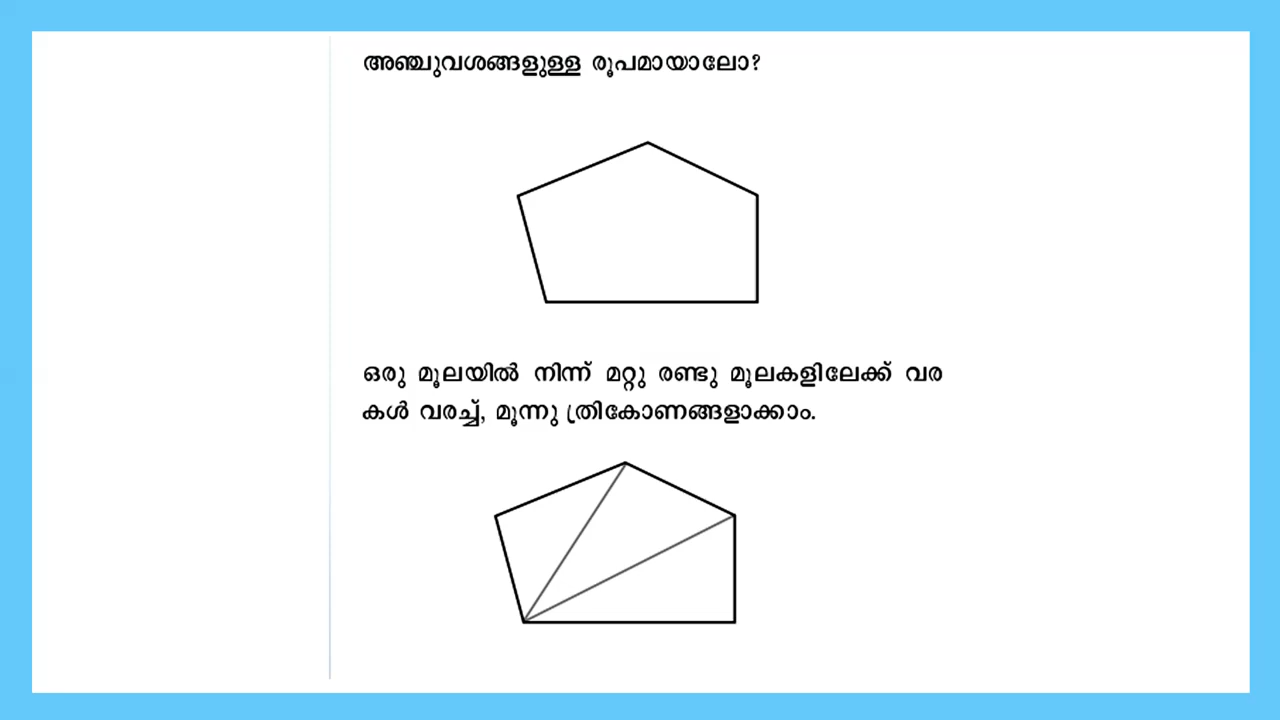 അഞ്ചുവശങ്ങളുള്ള രൂപമായാലോ?
ഒരു മൂലയിൽ നിന്ന് മറ്റു രണ്ടു മൂലകളിലേക്ക് വര
കൾ വരച്ച്, മൂന്നു ത്രികോണങ്ങളാക്കാം.